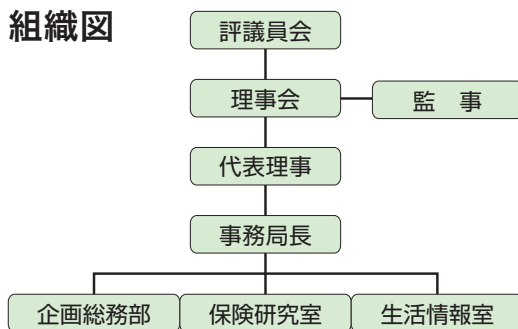 組織図
評議員会
理事会
監　事
代表理事
事務局長
企画総務部
保険研究室
生活情報室